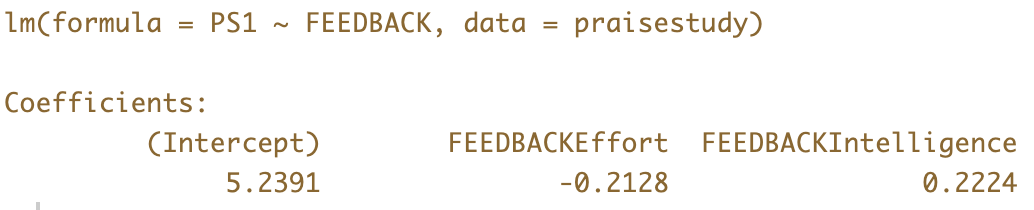 lm(formula = PS1 ~ FEEDBACK, data = praisestudy)
Coefficients:
(Intercept) FEEDBACKEffort FEEDBACKIntelligence
5.2391 -0.2128 0.2224